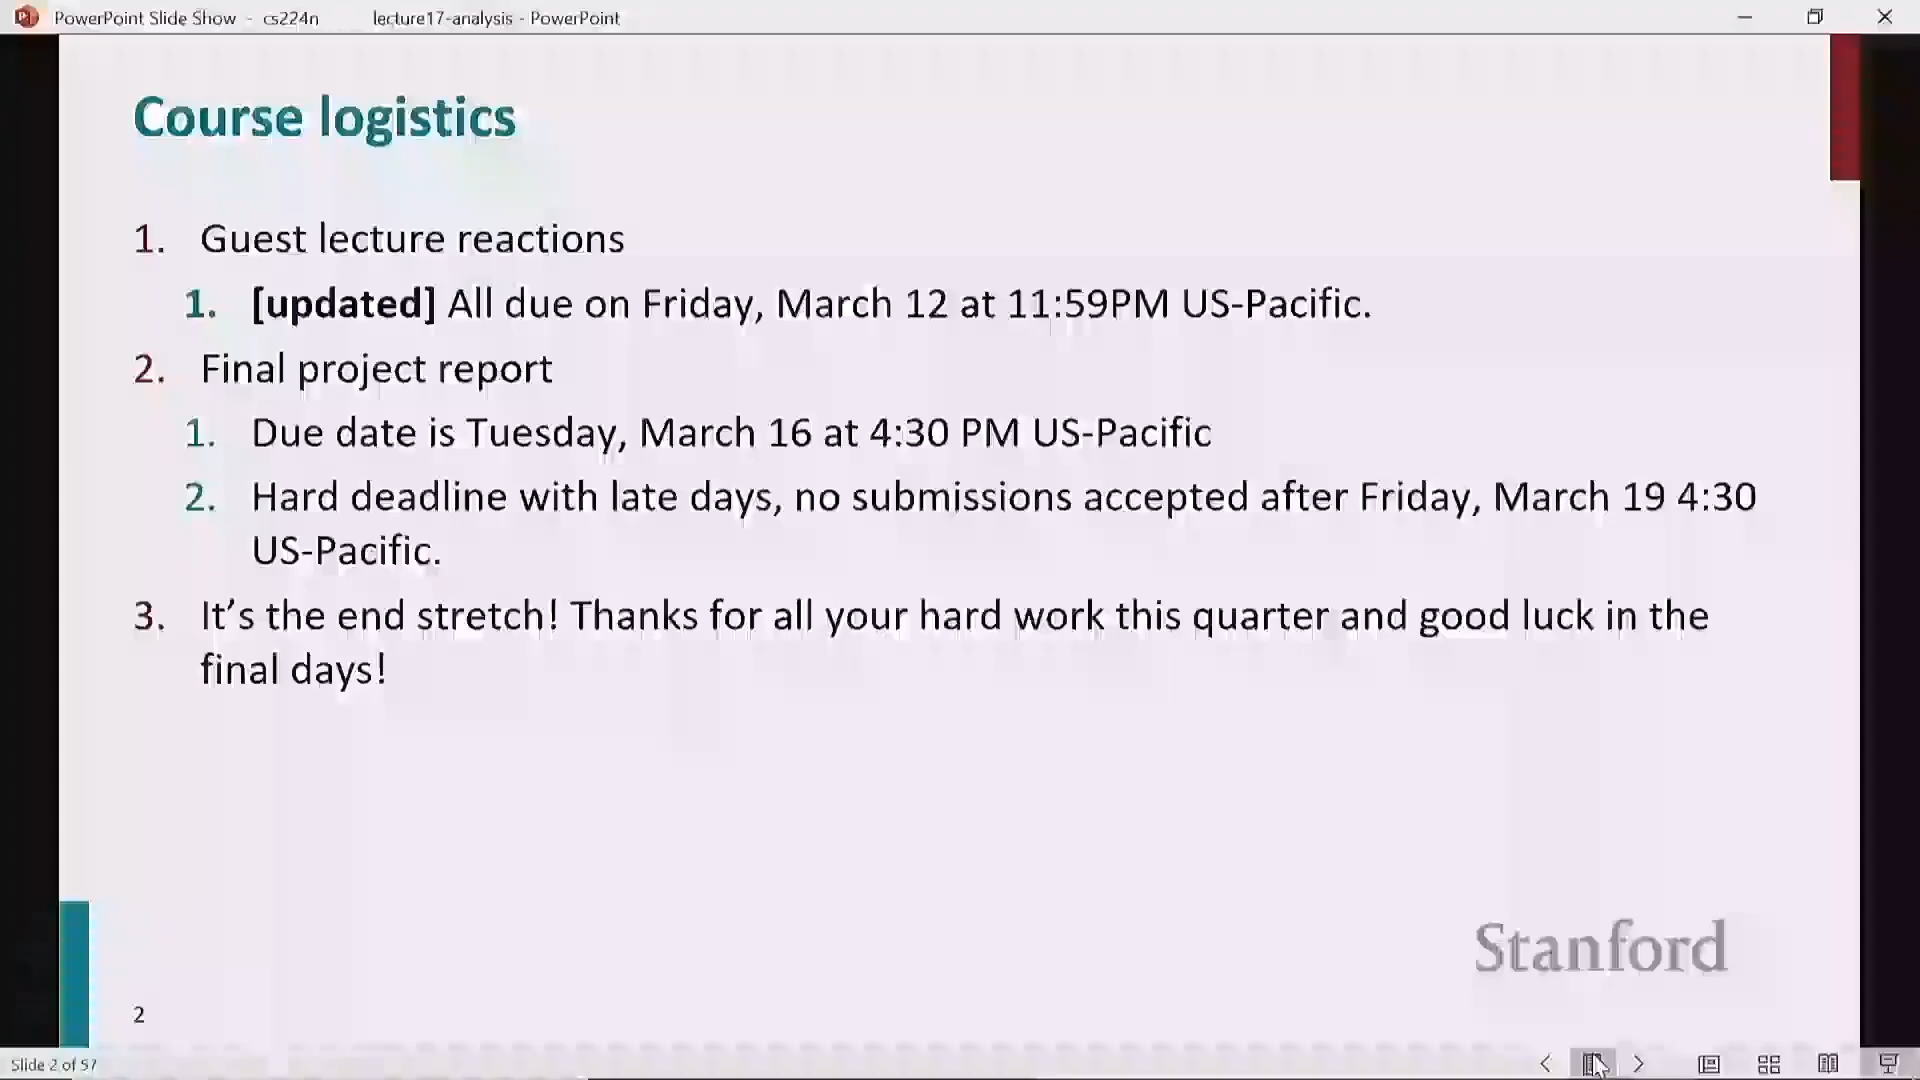 PowerPoint Slide Show - cs224n lecture17-analysis - PowerPoint
Course logistics
1. Guest lecture reactions
1. [updated] All due on Friday, March 12 at 11:59PM US-Pacific.
2. Final project report
1. Due date is Tuesday, March 16 at 4:30 PM US-Pacific
2. Hard deadline with late days, no submissions accepted after Friday, March 19 4:30
US-Pacific.
3. It’s the end stretch! Thanks for all your hard work this quarter and good luck in the
final days!
Stanford
2
Slide 2 of 57